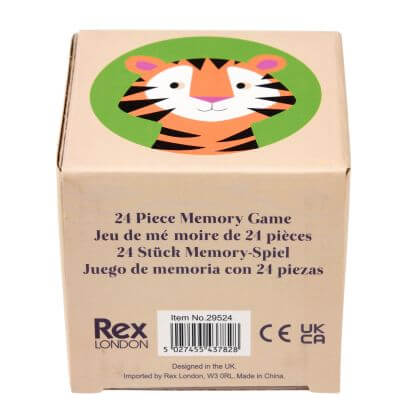 24 Piece Memory Game
Jeu de mé moire de 24 pièces
24 Stück Memory-Spiel
Juego de memoria con 24 piezas
Rex
LONDON
Item No.29524
5 027455 437828
CE
UK
CA
Designed in the UK.
Imported by Rex London, W3 0RL. Made in China.